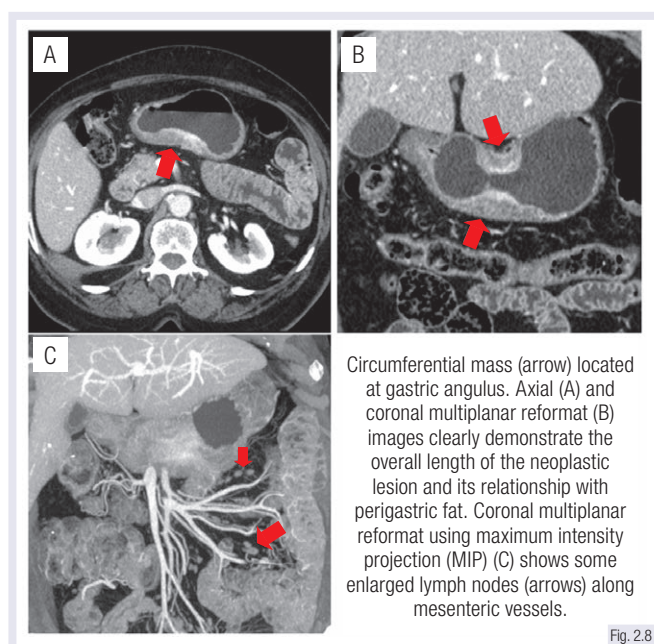 A
B
C
Circumferential mass (arrow) located
at gastric angulus. Axial (A) and
coronal multiplanar reformat (B)
images clearly demonstrate the
overall length of the neoplastic
lesion and its relationship with
perigastric fat. Coronal multiplanar
reformat using maximum intensity
projection (MIP) (C) shows some
enlarged lymph nodes (arrows) along
mesenteric vessels.
Fig. 2.8